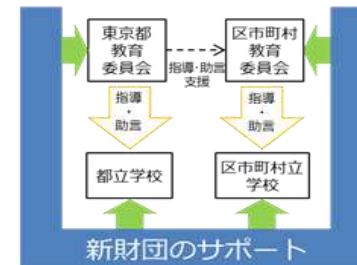 東京都
教育
委員会
区市町村
教育
委員会
指導・助言
支援
指導
・
助言
指導
・
助言
都立学校
区市町村立
学校
新財団のサポート